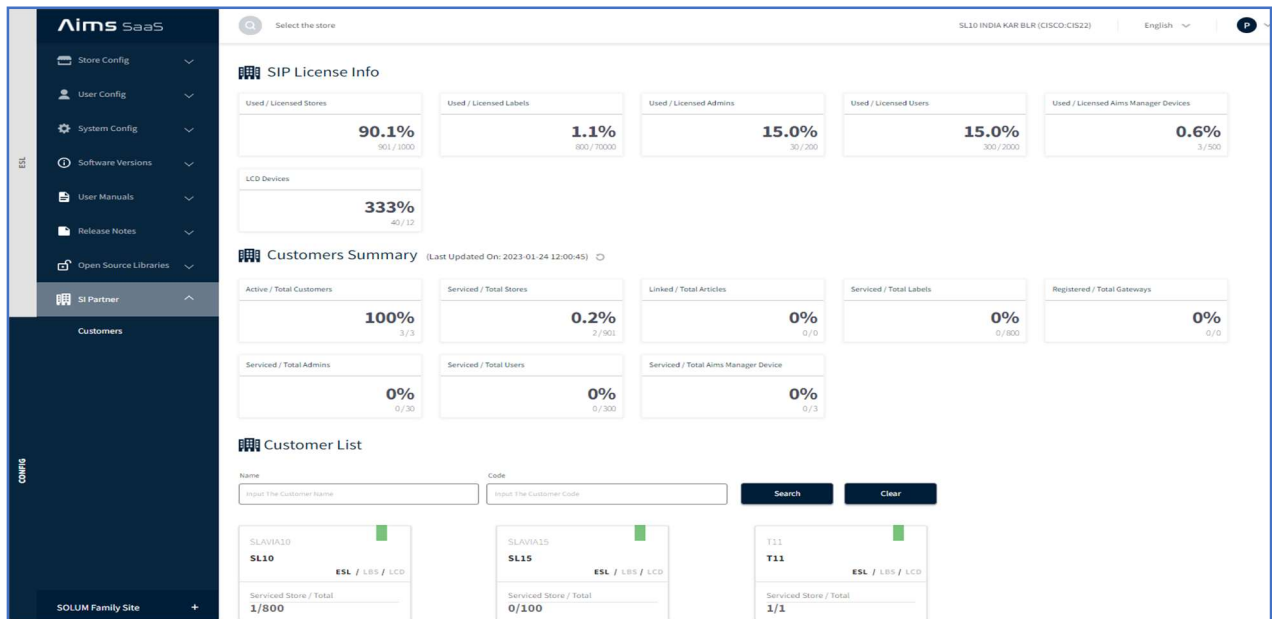 Aims SaaS
Select the store
SL10 INDIA KAR BLR (CISCO:CIS22)
English
P
ESL
CONFIG
Store Config
User Config
System Config
Software Versions
User Manuals
Release Notes
Open Source Libraries
SI Partner
Customers
SOLUM Family Site +
SIP License Info
Used / Licensed Stores
90.1%
901 / 1000
Used / Licensed Labels
1.1%
800 / 70000
Used / Licensed Admins
15.0%
30 / 200
Used / Licensed Users
15.0%
300 / 2000
Used / Licensed Aims Manager Devices
0.6%
3 / 500
LCD Devices
333%
40 / 12
Customers Summary (Last Updated On: 2023-01-24 12:00:45)
Active / Total Customers
100%
3 / 3
Serviced / Total Stores
0.2%
2 / 901
Linked / Total Articles
0%
0 / 0
Serviced / Total Labels
0%
0 / 800
Registered / Total Gateways
0%
0 / 0
Serviced / Total Admins
0%
0 / 30
Serviced / Total Users
0%
0 / 300
Serviced / Total Aims Manager Device
0%
0 / 3
Customer List
Name
Input The Customer Name
Code
Input The Customer Code
Search
Clear
SLAVIA10
SL10
ESL / LBS / LCD
Serviced Store / Total
1/800
SLAVIA15
SL15
ESL / LBS / LCD
Serviced Store / Total
0/100
T11
T11
ESL / LBS / LCD
Serviced Store / Total
1/1